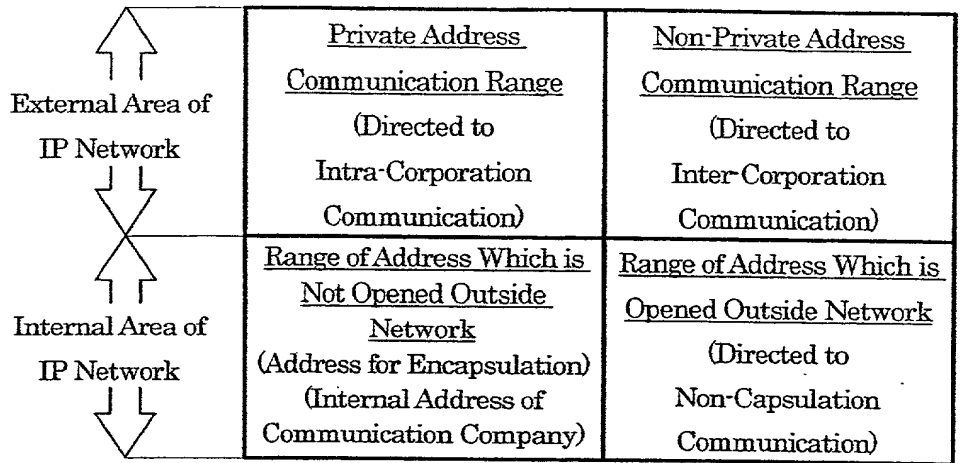 External Area of
IP Network
Private Address
Communication Range
(Directed to
Intra-Corporation
Communication)
Non-Private Address
Communication Range
(Directed to
Inter-Corporation
Communication)
Internal Area of
IP Network
Range of Address Which is
Not Opened Outside
Network
(Address for Encapsulation)
(Internal Address of
Communication Company)
Range of Address Which is
Opened Outside Network
(Directed to
Non-Capsulation
Communication)